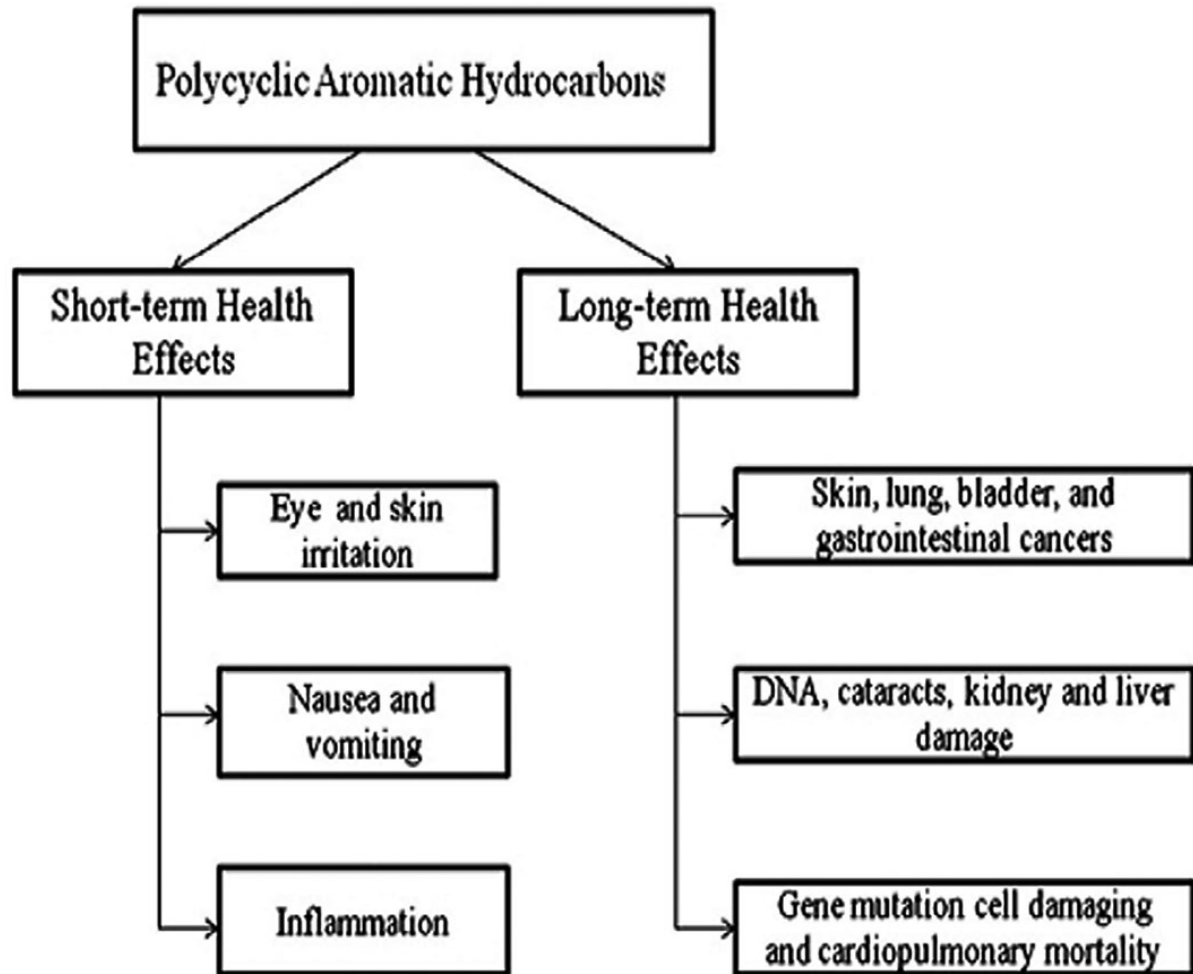 Polycyclic Aromatic Hydrocarbons
Short-term Health
Effects
Eye and skin
irritation
Nausea and
vomiting
Inflammation
Long-term Health
Effects
Skin, lung, bladder, and
gastrointestinal cancers
DNA, cataracts, kidney and liver
damage
Gene mutation cell damaging
and cardiopulmonary mortality